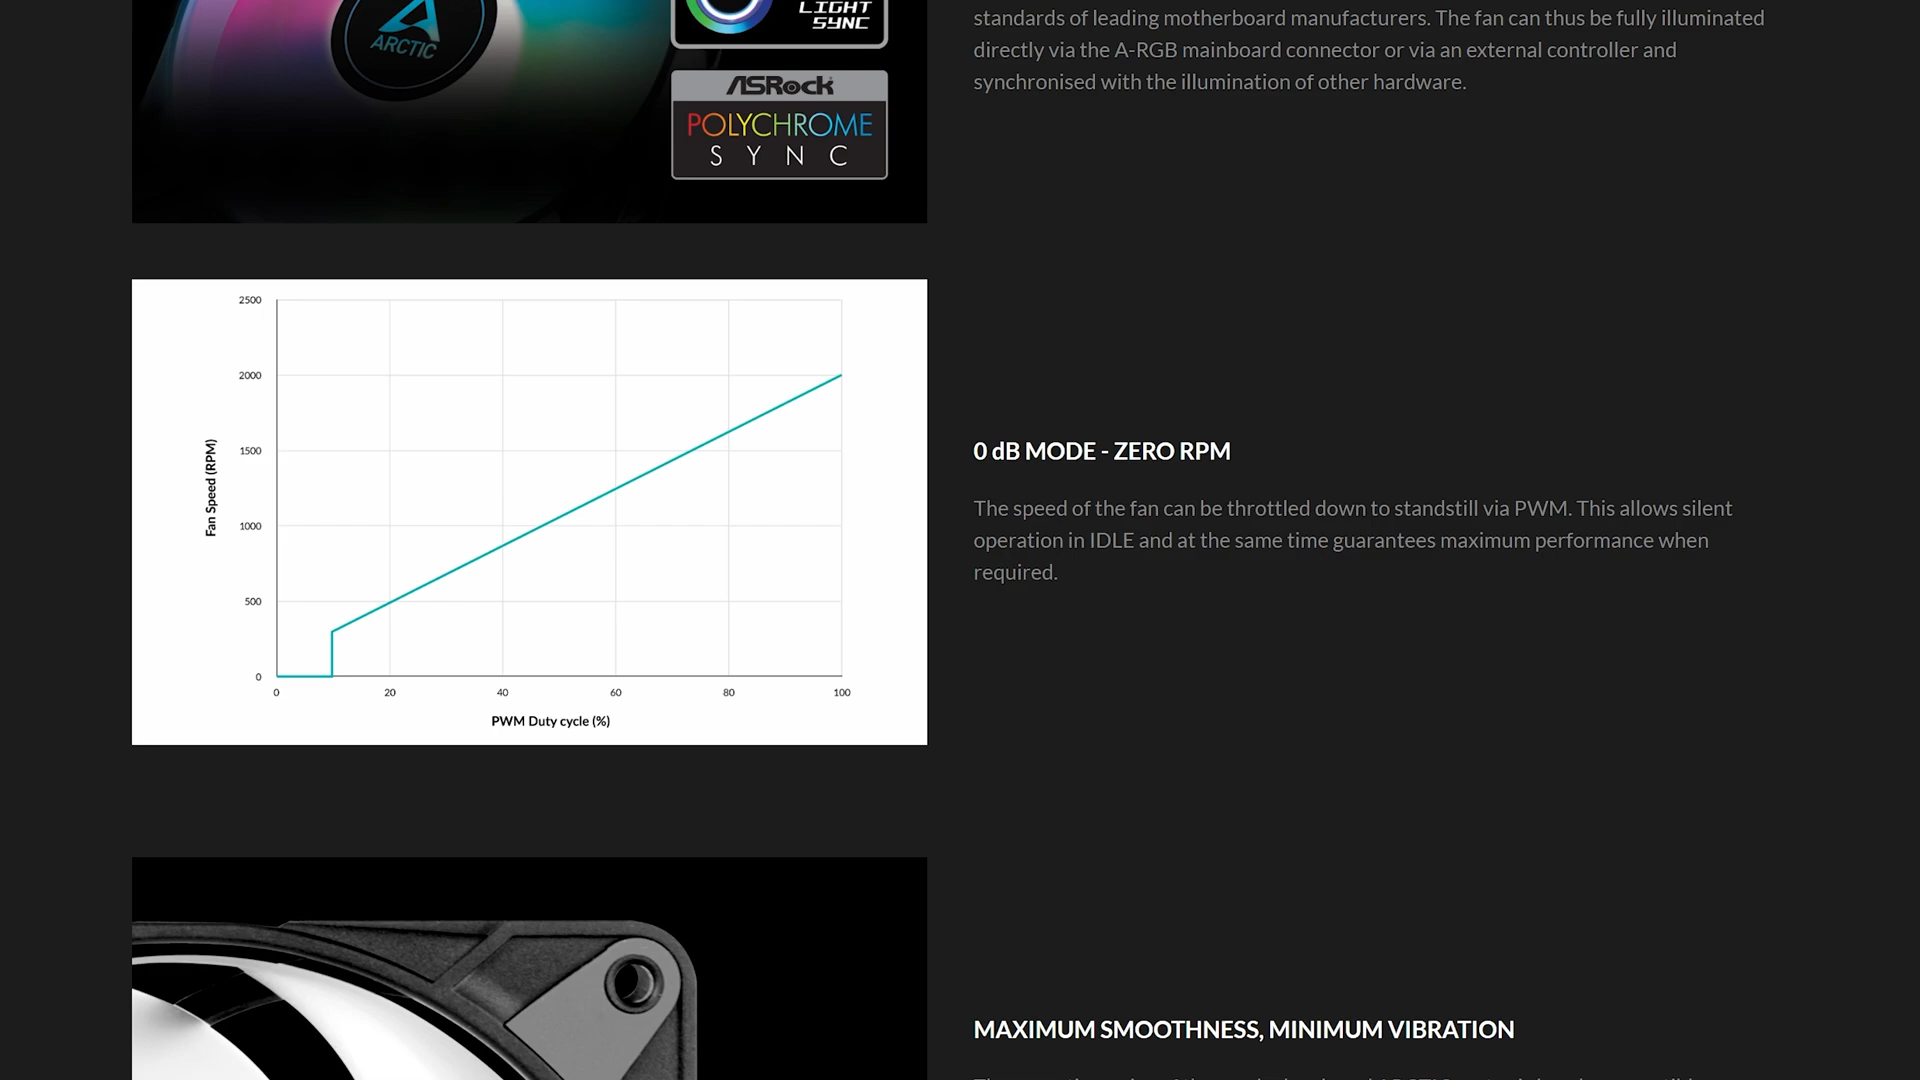 LIGHT
SYNC
ARCTIC
ASRock
POLYCHROME
SYNC
standards of leading motherboard manufacturers. The fan can thus be fully illuminated
directly via the A-RGB mainboard connector or via an external controller and
synchronised with the illumination of other hardware.
2500
2000
1500
1000
500
0
Fan Speed (RPM)
0 20 40 60 80 100
PWM Duty cycle (%)
0 dB MODE - ZERO RPM
The speed of the fan can be throttled down to standstill via PWM. This allows silent
operation in IDLE and at the same time guarantees maximum performance when
required.
MAXIMUM SMOOTHNESS, MINIMUM VIBRATION